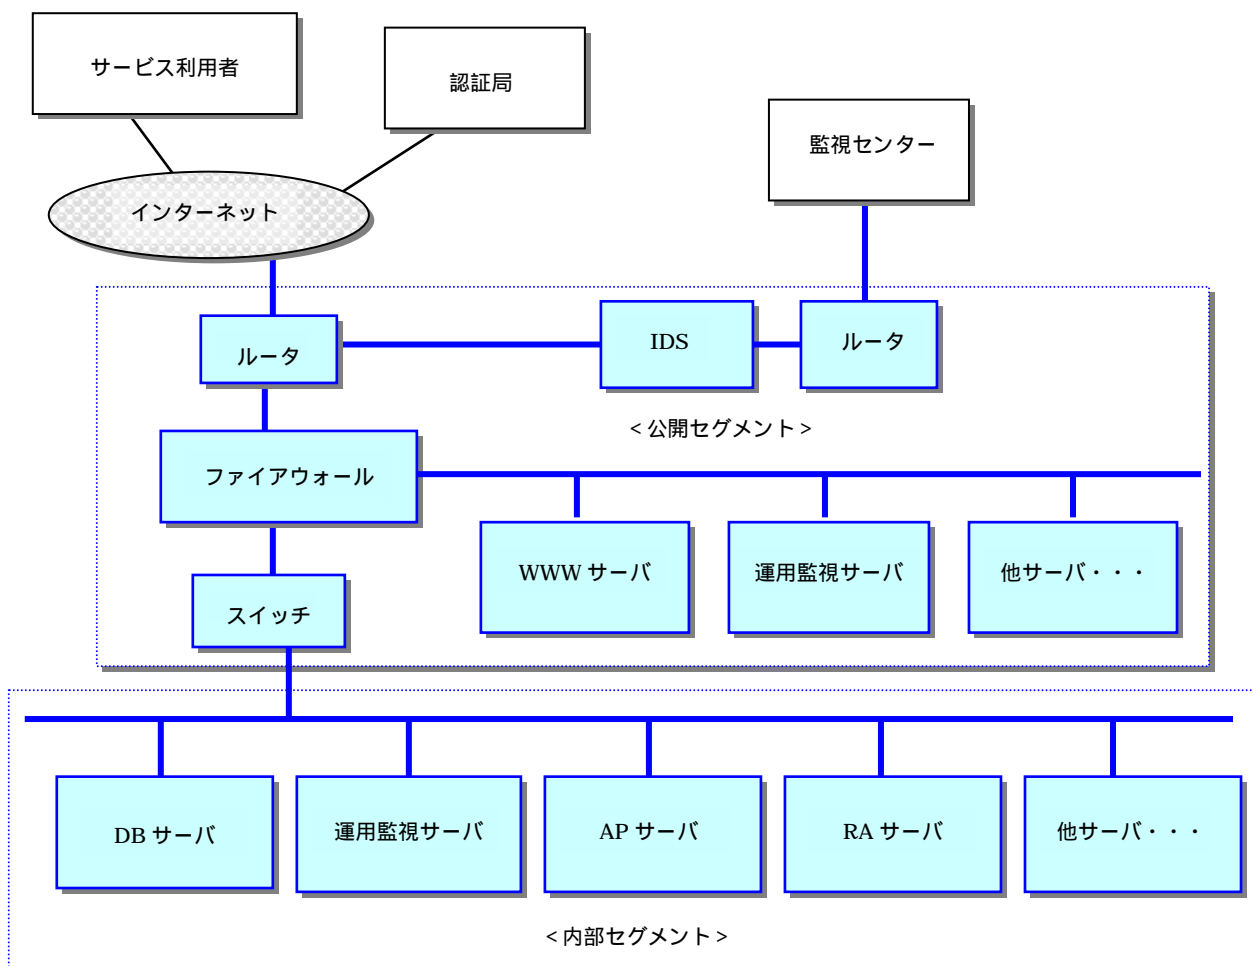 サービス利用者
認証局
監視センター
インターネット
ルータ
IDS
ルータ
<公開セグメント>
ファイアウォール
WWW サーバ
運用監視サーバ
他サーバ・・・
スイッチ
DB サーバ
運用監視サーバ
AP サーバ
RA サーバ
他サーバ・・・
<内部セグメント>